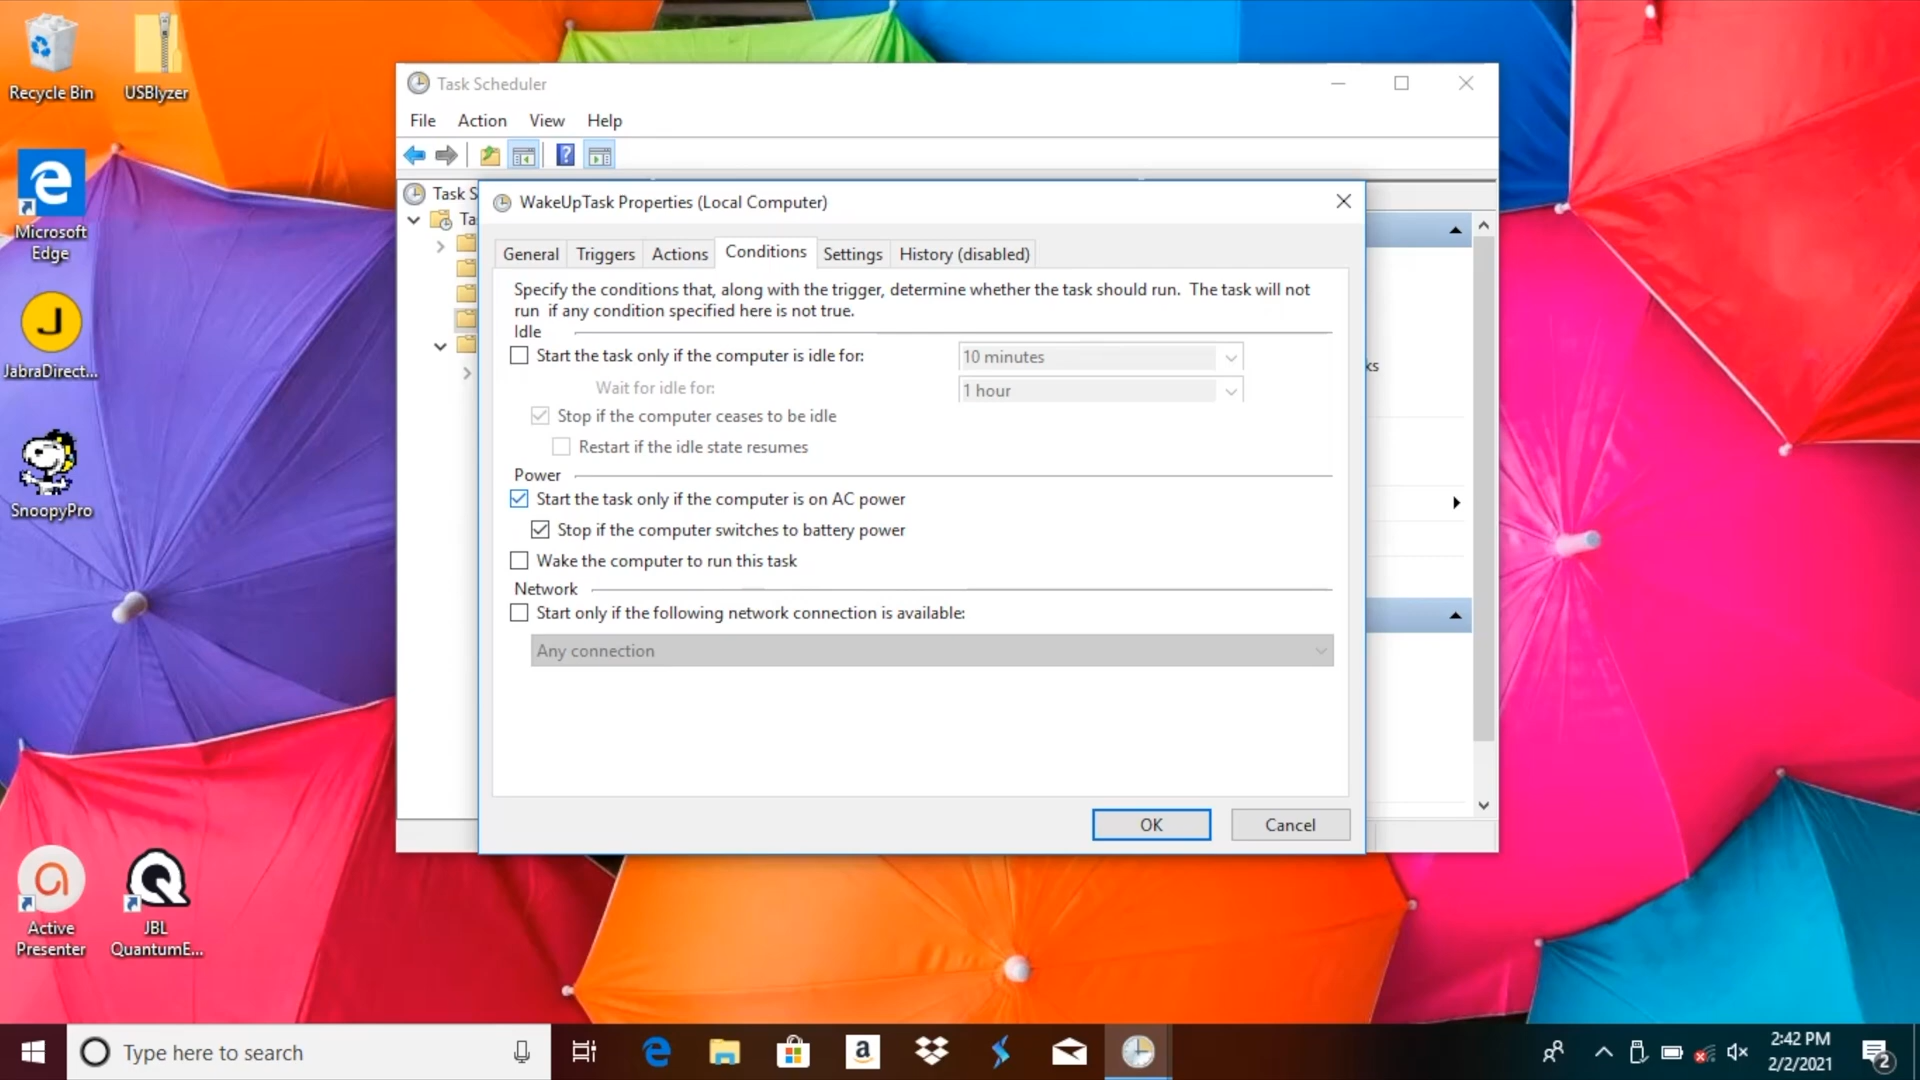 Recycle Bin
USBlyzer
Microsoft
Edge
JabraDirect...
SnoopyPro
Active
Presenter
JBL
QuantumE...
Task Scheduler
File Action View Help
Task S
Ta
ks
WakeUpTask Properties (Local Computer)
General Triggers Actions Conditions Settings History (disabled)
Specify the conditions that, along with the trigger, determine whether the task should run. The task will not
run if any condition specified here is not true.
Idle
Start the task only if the computer is idle for: 10 minutes
Wait for idle for: 1 hour
Stop if the computer ceases to be idle
Restart if the idle state resumes
Power
Start the task only if the computer is on AC power
Stop if the computer switches to battery power
Wake the computer to run this task
Network
Start only if the following network connection is available:
Any connection
OK Cancel
Type here to search
2:42 PM
2/2/2021
2